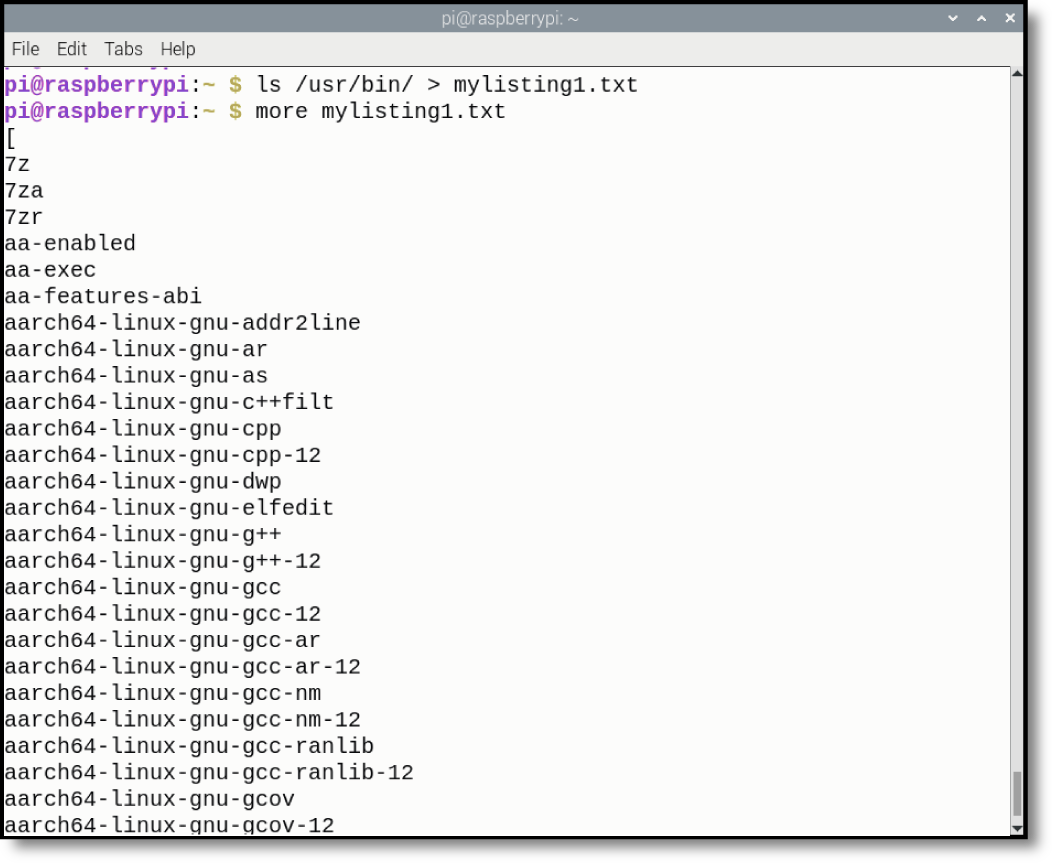 pi@raspberrypi: ~
File Edit Tabs Help
pi@raspberrypi:~ $ ls /usr/bin/ > mylisting1.txt
pi@raspberrypi:~ $ more mylisting1.txt
[
7z
7za
7zr
aa-enabled
aa-exec
aa-features-abi
aarch64-linux-gnu-addr2line
aarch64-linux-gnu-ar
aarch64-linux-gnu-as
aarch64-linux-gnu-c++filt
aarch64-linux-gnu-cpp
aarch64-linux-gnu-cpp-12
aarch64-linux-gnu-dwp
aarch64-linux-gnu-elfedit
aarch64-linux-gnu-g++
aarch64-linux-gnu-g++-12
aarch64-linux-gnu-gcc
aarch64-linux-gnu-gcc-12
aarch64-linux-gnu-gcc-ar
aarch64-linux-gnu-gcc-ar-12
aarch64-linux-gnu-gcc-nm
aarch64-linux-gnu-gcc-nm-12
aarch64-linux-gnu-gcc-ranlib
aarch64-linux-gnu-gcc-ranlib-12
aarch64-linux-gnu-gcov
aarch64-linux-gnu-gcov-12